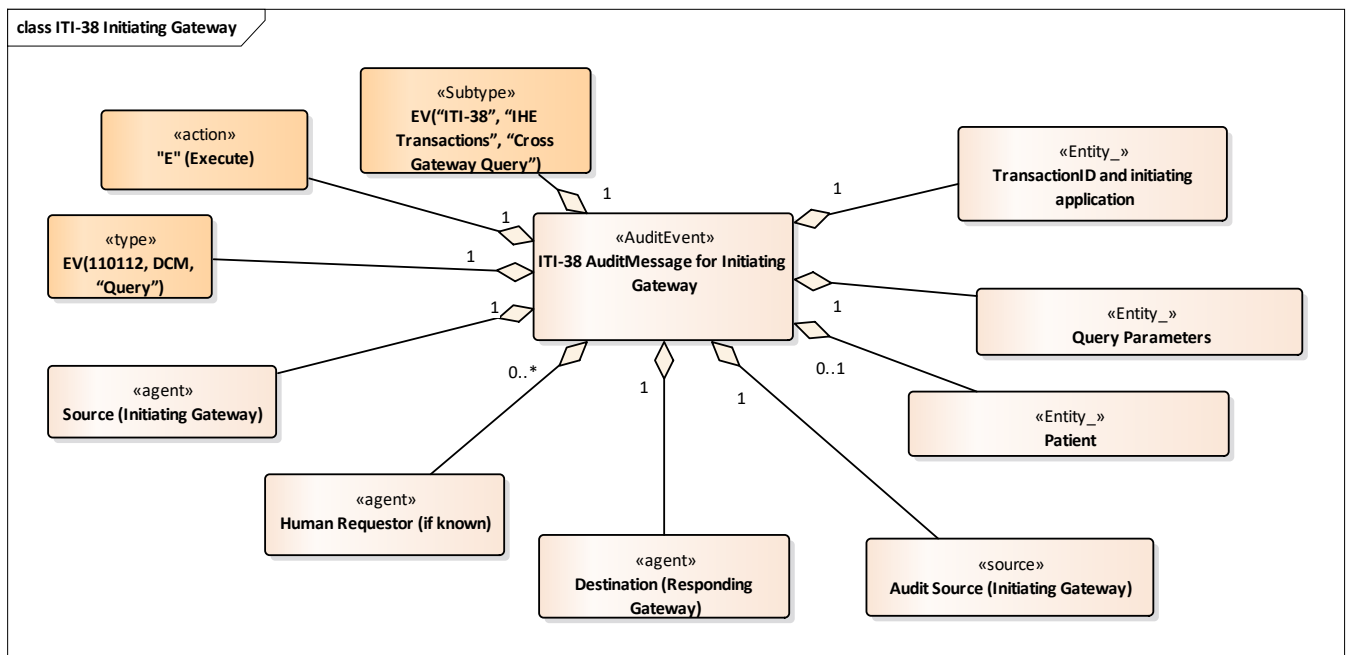 class ITI-38 Initiating Gateway
«Subtype»
EV(“ITI-38”, “IHE
Transactions”, “Cross
Gateway Query”)
«action»
"E" (Execute)
«Entity_»
TransactionID and initiating
application
1
1
1
«type»
EV(110112, DCM,
“Query”)
1
«AuditEvent»
ITI-38 AuditMessage for Initiating
Gateway
1
1
«Entity_»
Query Parameters
0..*
1
1
0..1
«agent»
Source (Initiating Gateway)
«Entity_»
Patient
«agent»
Human Requestor (if known)
«agent»
Destination (Responding
Gateway)
«source»
Audit Source (Initiating Gateway)